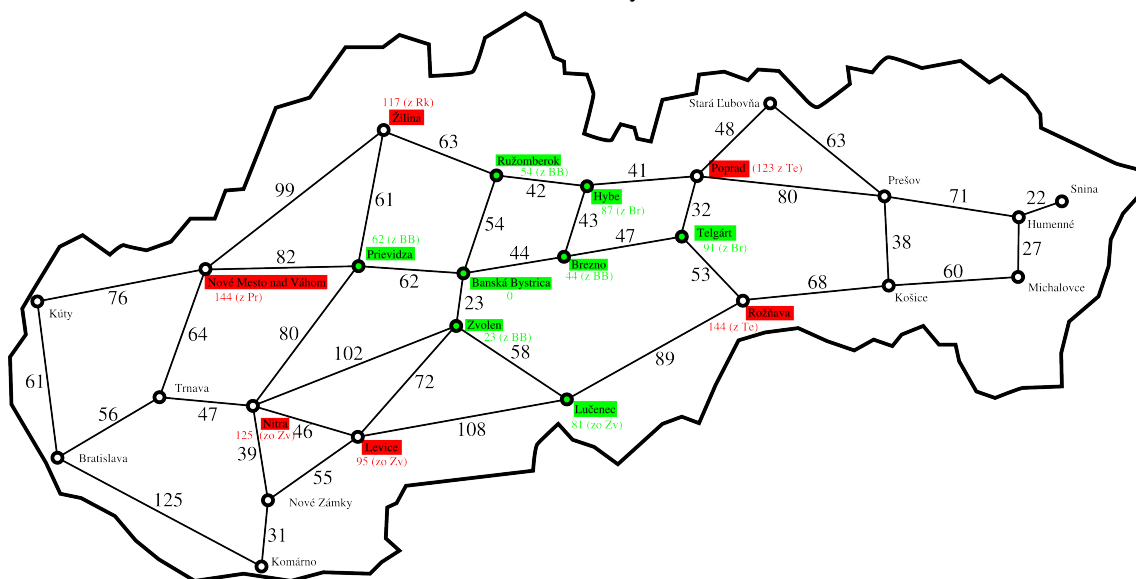 117 (z Rk)
Žilina
63
Stará Ľubovňa
48
63
Ružomberok
54 (z BB)
41
Poprad (123 z Te)
42
Hybe
87 (z Br)
99
61
80
Prešov
71
22
Snina
Humenné
32
54
43
62 (z BB)
Prievidza
44
47
Telgárt
91 (z Br)
38
27
82
Nové Mesto nad Váhom
144 (z Pr)
62
Banská Bystrica
0
Brezno
44 (z BB)
53
68
60
Košice
Michalovce
76
Kúty
23
Zvolen
23 (z BB)
Rožňava
144 (z Te)
64
80
102
58
89
61
72
Trnava
56
47
Nitra
125 (zo Zv)
46
Levice
95 (zo Zv)
108
Lučenec
81 (zo Zv)
39
Bratislava
55
125
Nové Zámky
31
Komárno